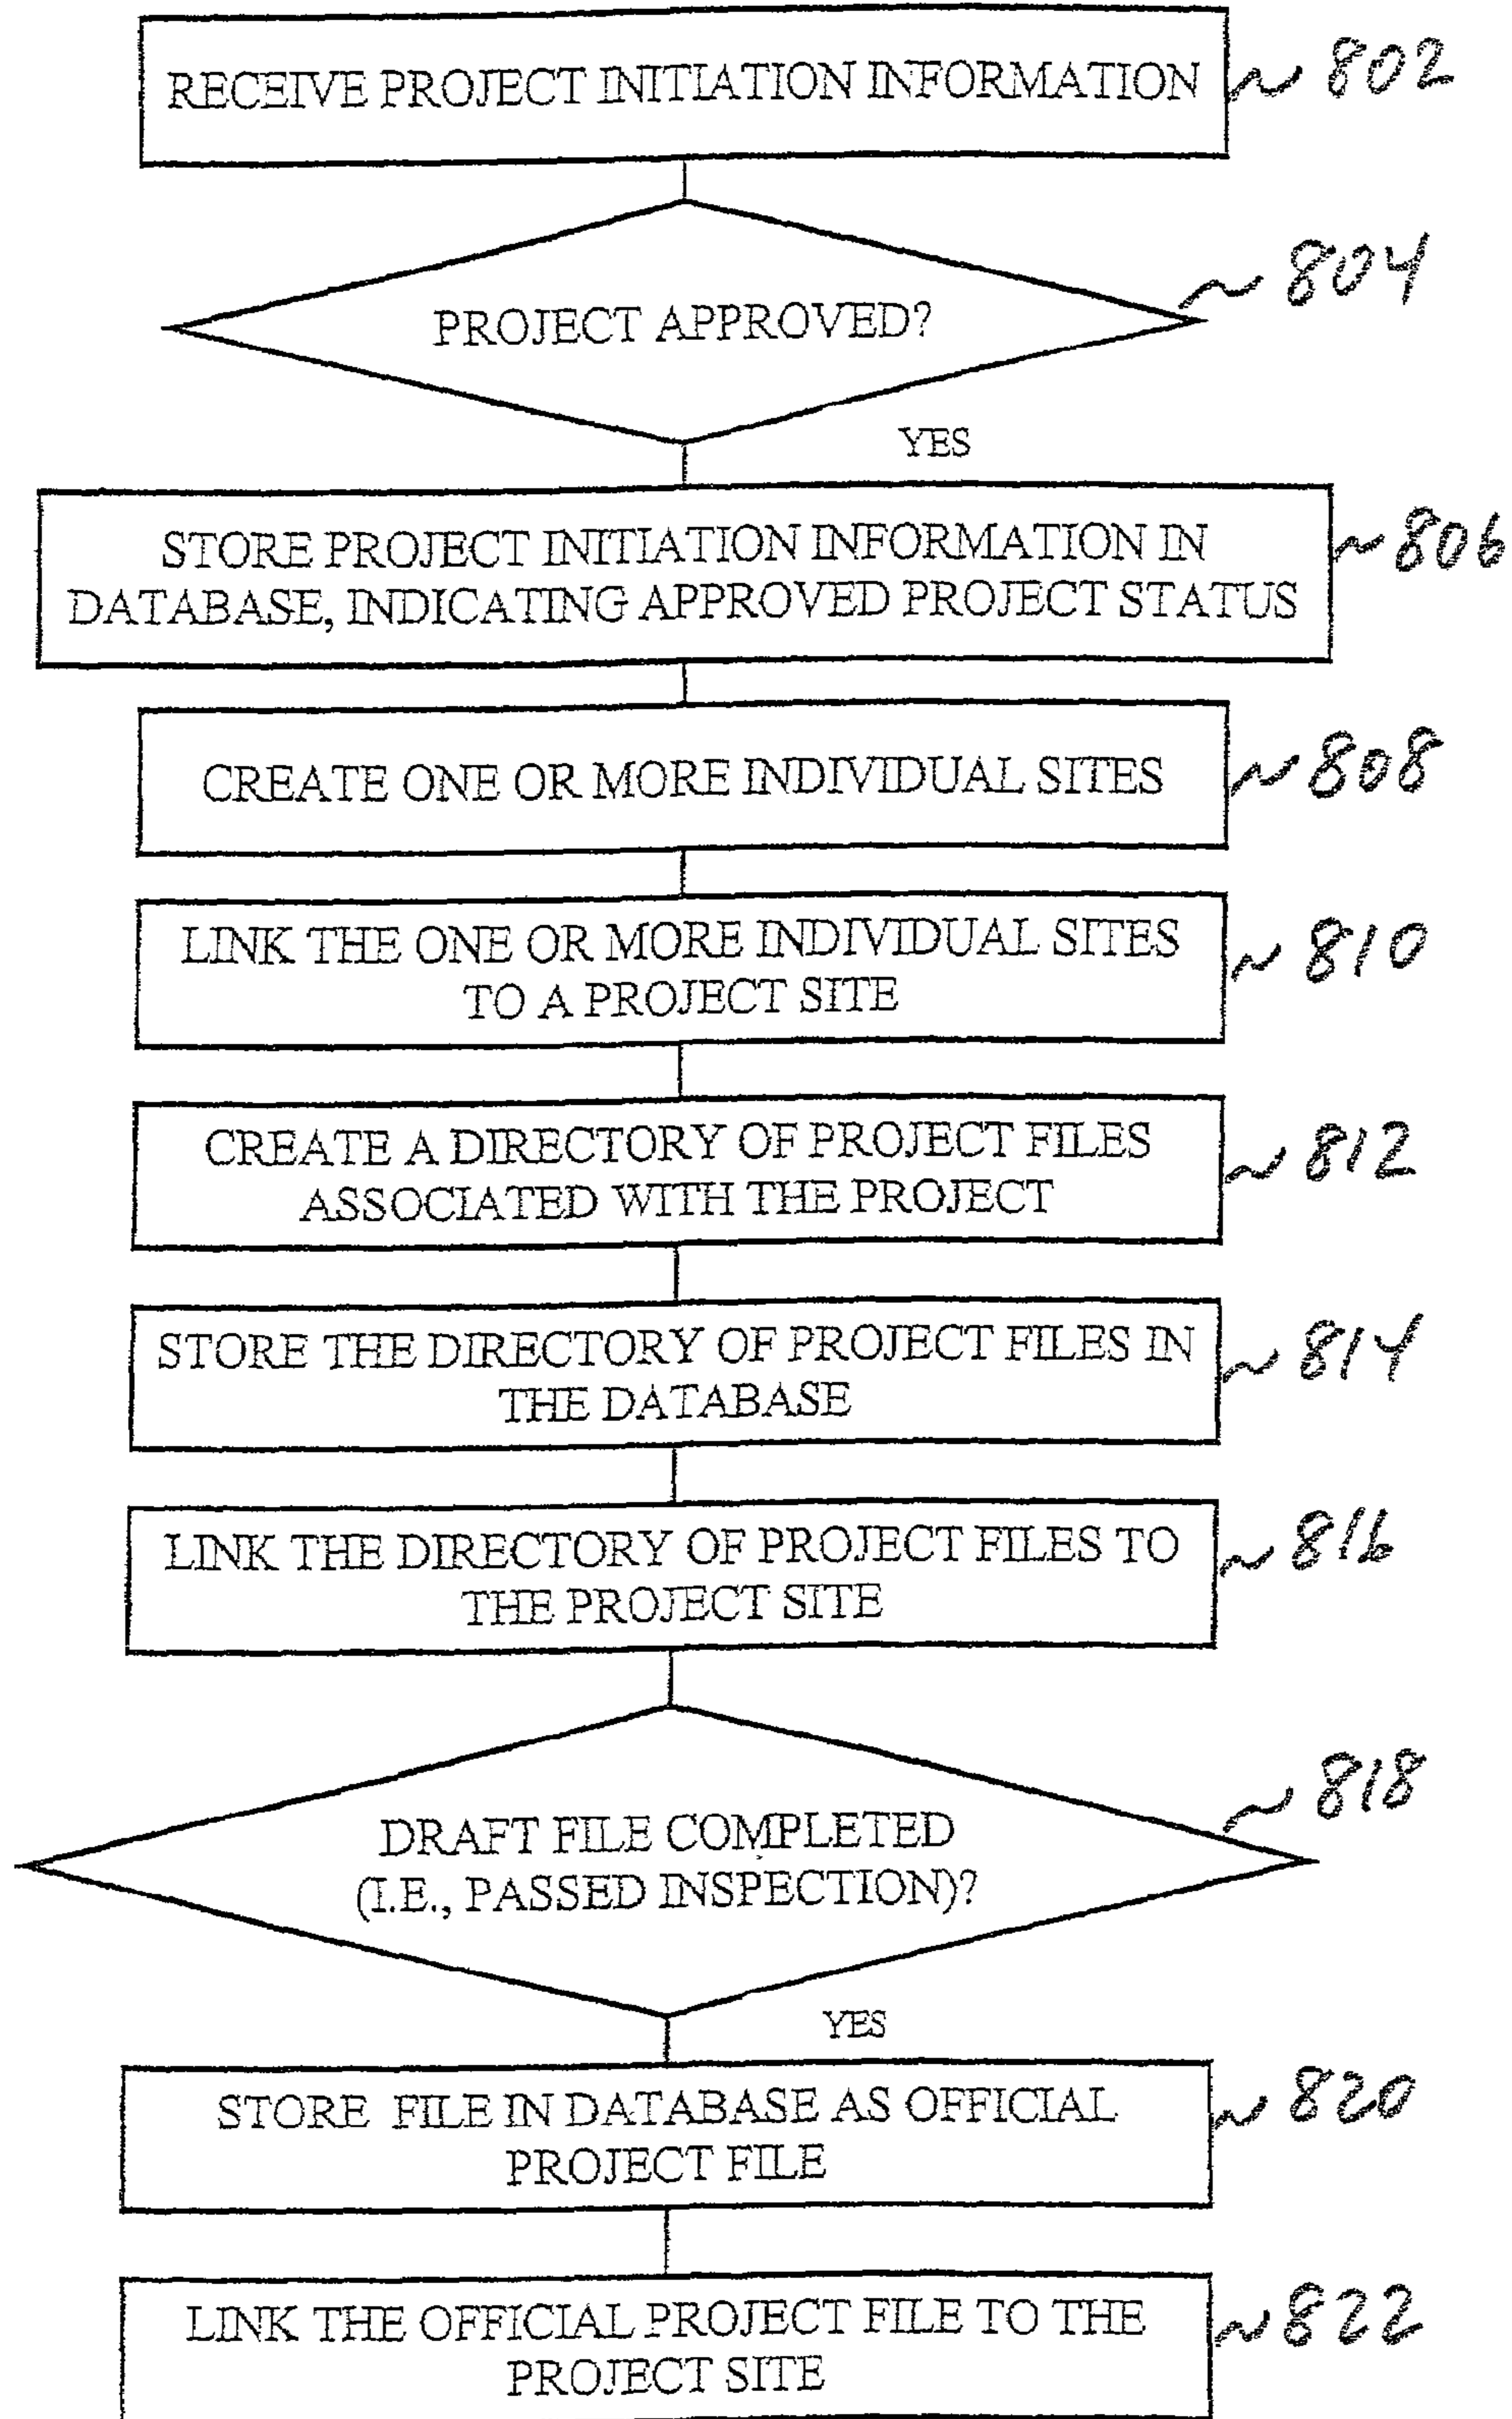 RECEIVE PROJECT INITIATION INFORMATION ~ 802
PROJECT APPROVED? ~ 804
YES
STORE PROJECT INITIATION INFORMATION IN ~ 806
DATABASE, INDICATING APPROVED PROJECT STATUS
CREATE ONE OR MORE INDIVIDUAL SITES ~ 808
LINK THE ONE OR MORE INDIVIDUAL SITES ~ 810
TO A PROJECT SITE
CREATE A DIRECTORY OF PROJECT FILES ~ 812
ASSOCIATED WITH THE PROJECT
STORE THE DIRECTORY OF PROJECT FILES IN ~ 814
THE DATABASE
LINK THE DIRECTORY OF PROJECT FILES TO ~ 816
THE PROJECT SITE
DRAFT FILE COMPLETED ~ 818
(I.E., PASSED INSPECTION)?
YES
STORE FILE IN DATABASE AS OFFICIAL ~ 820
PROJECT FILE
LINK THE OFFICIAL PROJECT FILE TO THE ~ 822
PROJECT SITE